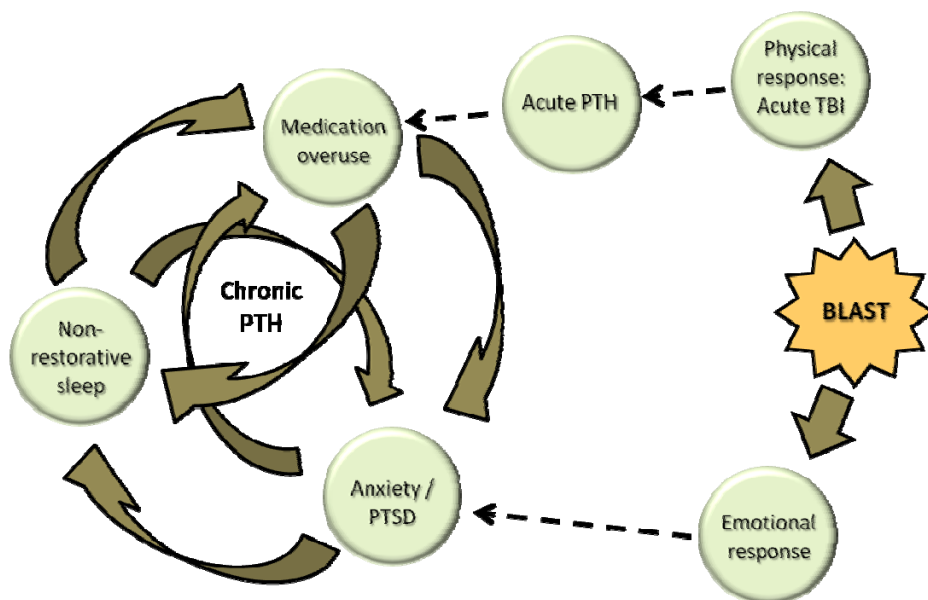 Physical
response:
Acute TBI
Acute PTH
Medication
overuse
Chronic
PTH
BLAST
Non-
restorative
sleep
Anxiety /
PTSD
Emotional
response